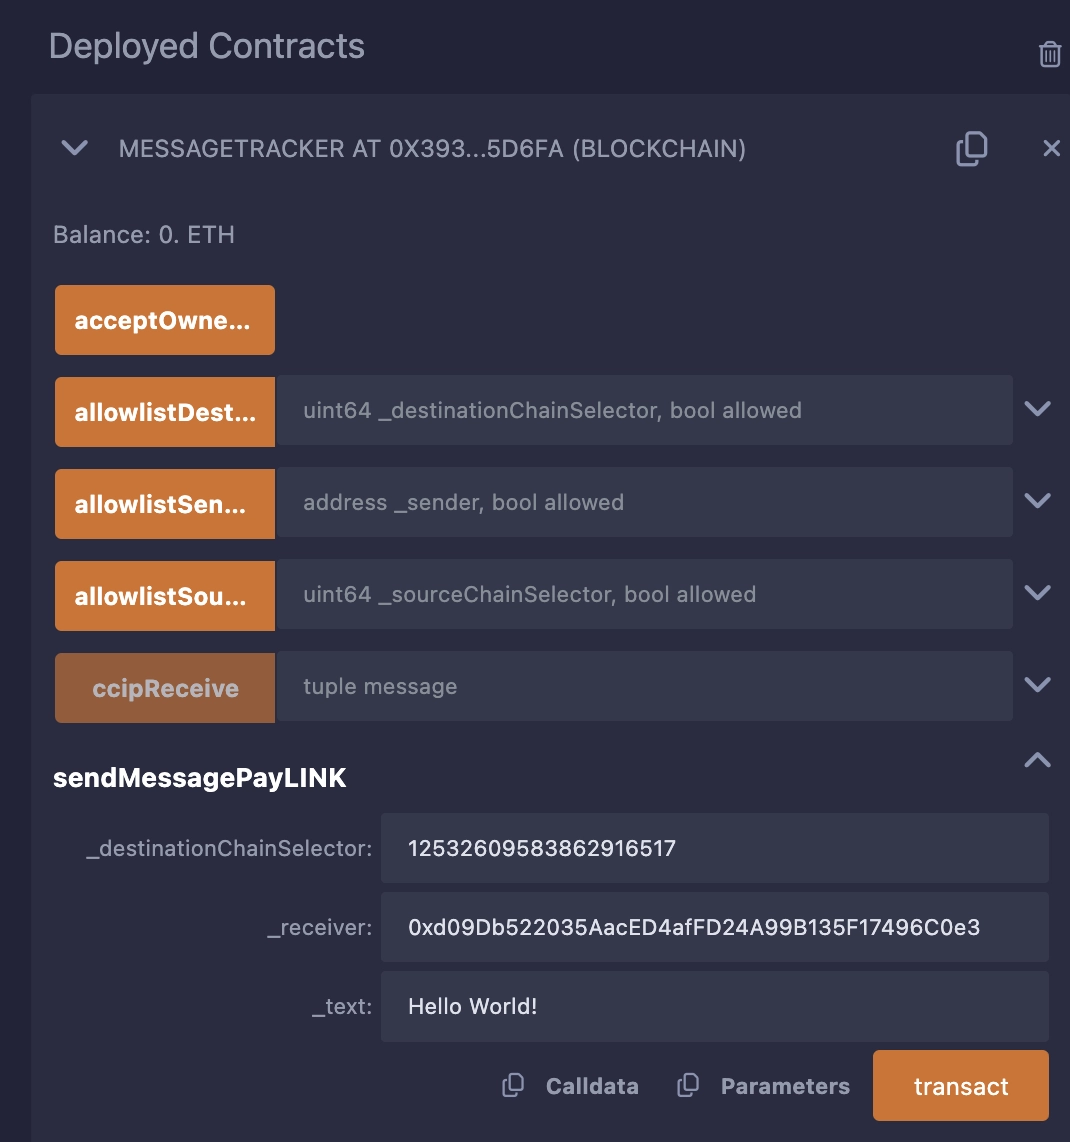 Deployed Contracts
MESSAGETRACKER AT 0X393...5D6FA (BLOCKCHAIN)
Balance: 0. ETH
acceptOwne...
allowlistDest... uint64 _destinationChainSelector, bool allowed
allowlistSen... address _sender, bool allowed
allowlistSou... uint64 _sourceChainSelector, bool allowed
ccipReceive tuple message
sendMessagePayLINK
_destinationChainSelector: 12532609583862916517
_receiver: 0xd09Db522035AacED4afFD24A99B135F17496C0e3
_text: Hello World!
Calldata Parameters transact